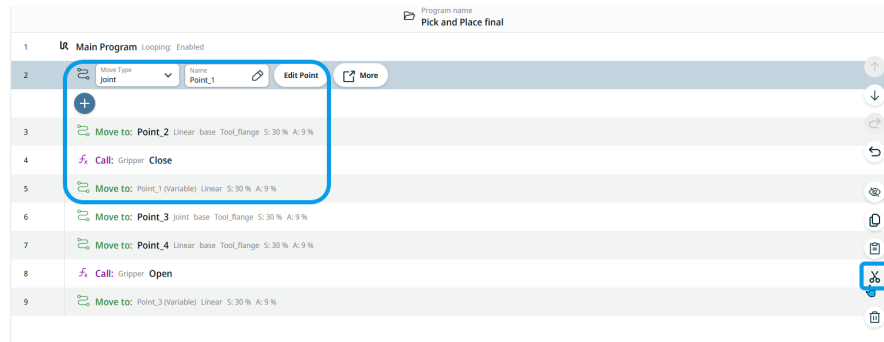 Program name
Pick and Place final
1 Main Program Looping: Enabled
2 Move Type Joint Name Point_1 Edit Point More
3 Move to: Point_2 Linear base Tool_flange S: 30 % A: 9 %
4 fx Call: Gripper Close
5 Move to: Point_1 (Variable) Linear S: 30 % A: 9 %
6 Move to: Point_3 Joint base Tool_flange S: 30 % A: 9 %
7 Move to: Point_4 Linear base Tool_flange S: 30 % A: 9 %
8 fx Call: Gripper Open
9 Move to: Point_3 (Variable) Linear S: 30 % A: 9 %